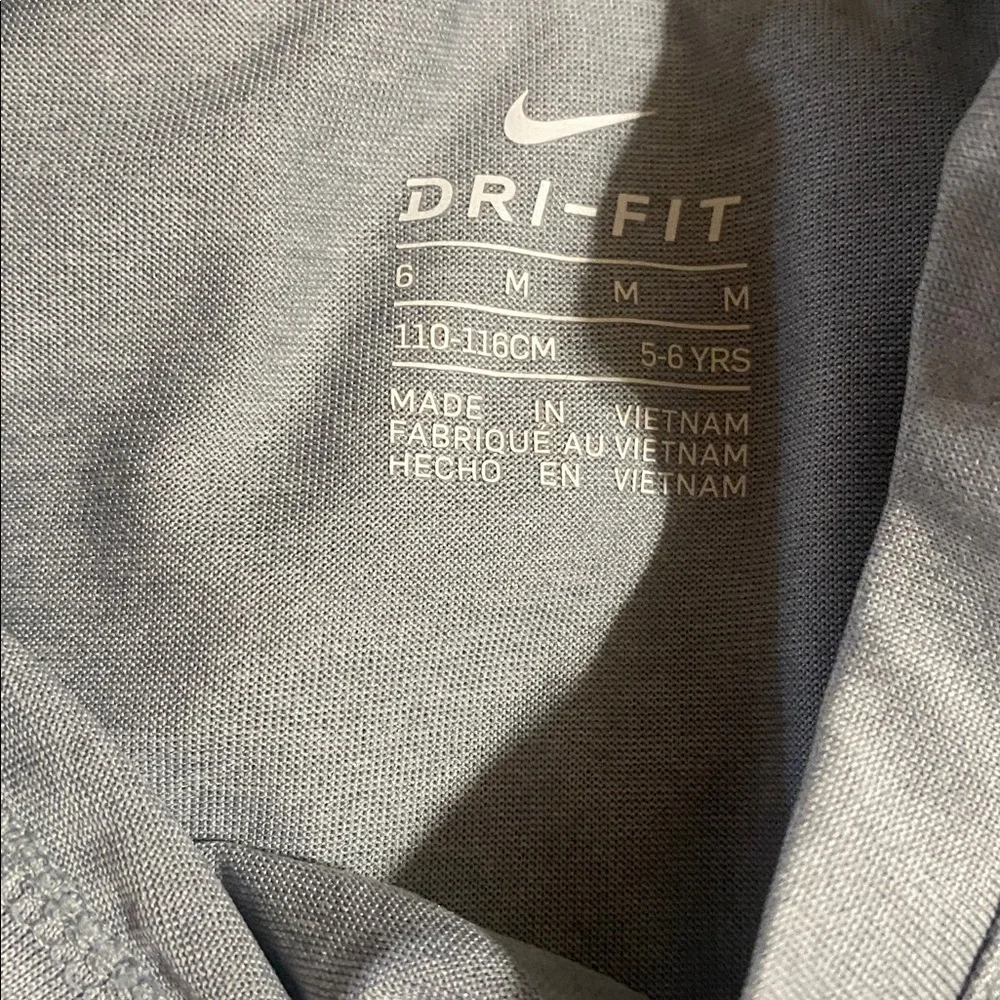 DRI-FIT
6 M M M
110-116CM 5-6 YRS
MADE IN VIETNAM
FABRIQUE AU VIETNAM
HECHO EN VIETNAM